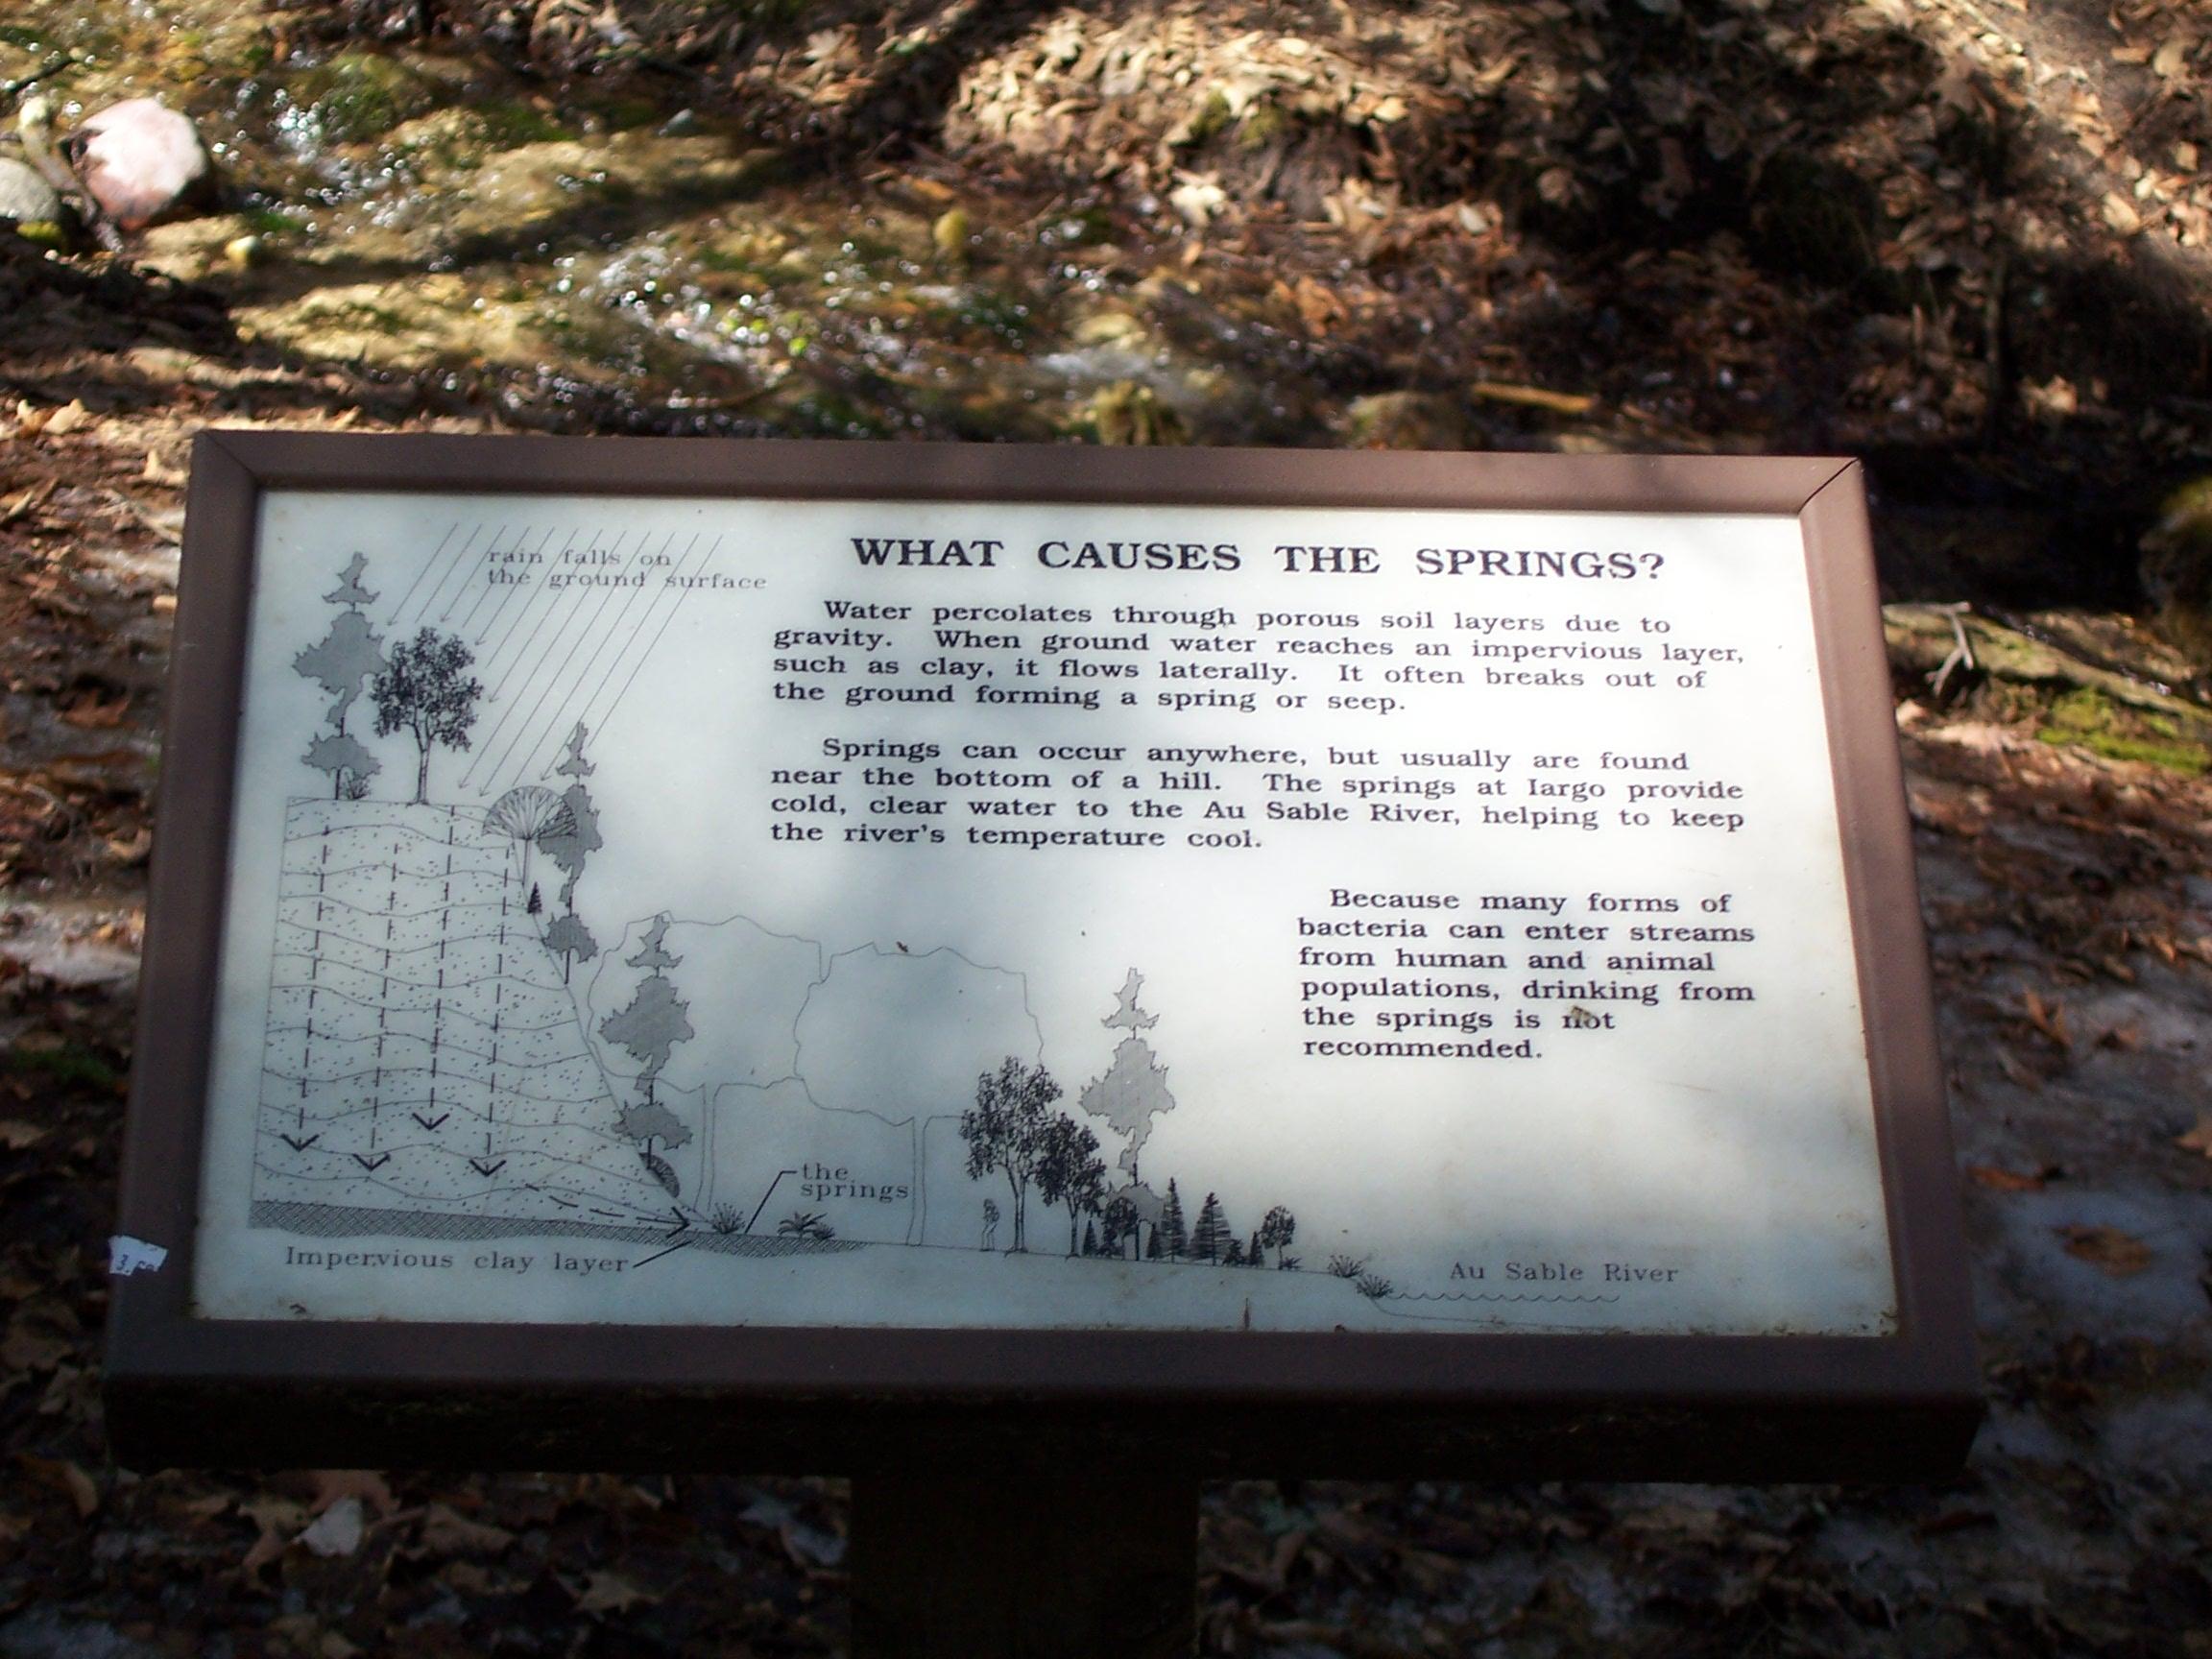 WHAT CAUSES THE SPRINGS?
rain falls on
the ground surface
Water percolates through porous soil layers due to
gravity. When ground water reaches an impervious layer,
such as clay, it flows laterally. It often breaks out of
the ground forming a spring or seep.
Springs can occur anywhere, but usually are found
near the bottom of a hill. The springs at Iargo provide
cold, clear water to the Au Sable River, helping to keep
the river's temperature cool.
Because many forms of
bacteria can enter streams
from human and animal
populations, drinking from
the springs is not
recommended.
the
springs
Impervious clay layer
Au Sable River